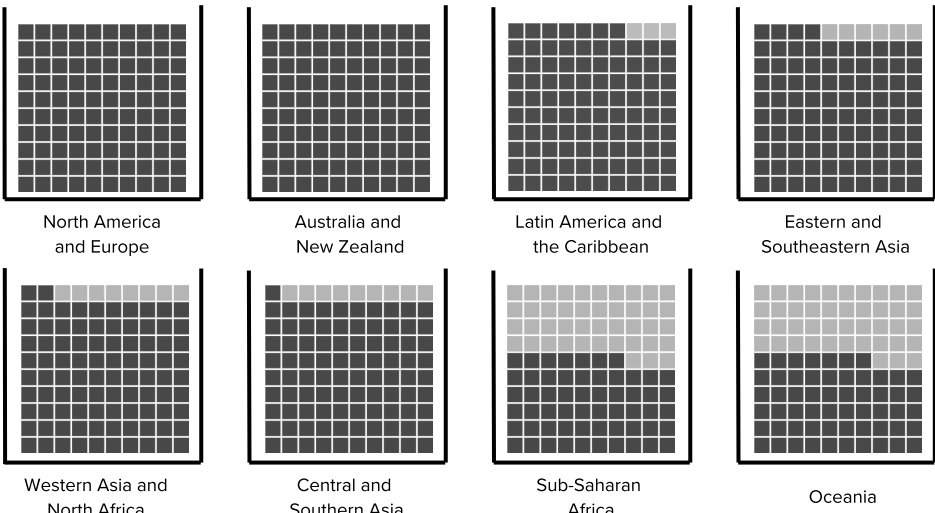 North America
and Europe
Australia and
New Zealand
Latin America and
the Caribbean
Eastern and
Southeastern Asia
Western Asia and
North Africa
Central and
Southern Asia
Sub-Saharan
Africa
Oceania